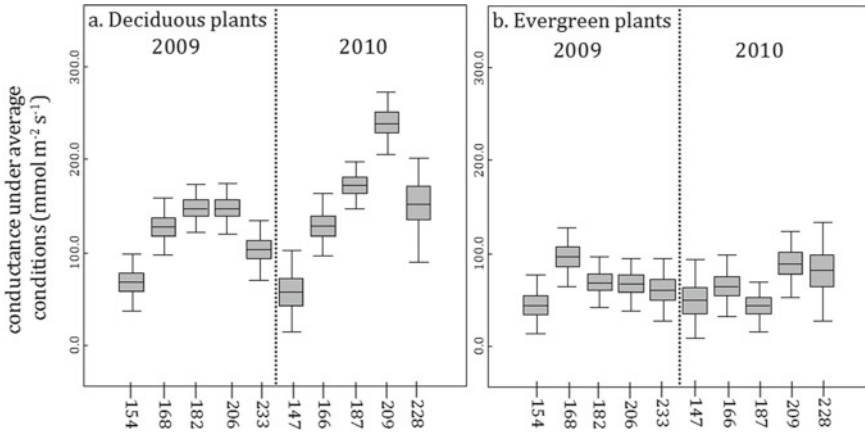 a. Deciduous plants
2009 2010
conductance under average
conditions (mmol m⁻² s⁻¹)
300.0
200.0
100.0
0.0
154 168 182 206 233 147 166 187 209 228
b. Evergreen plants
2009 2010
300.0
200.0
100.0
0.0
154 168 182 206 233 147 166 187 209 228